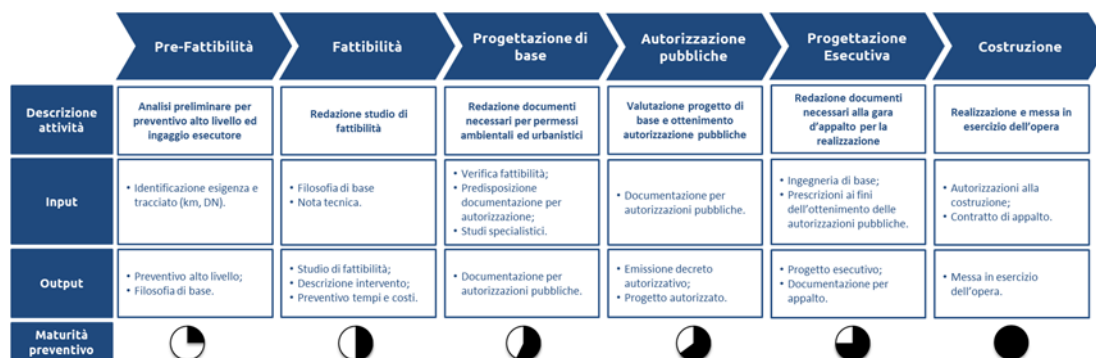 Pre-Fattibilità
Fattibilità
Progettazione di
base
Autorizzazione
pubbliche
Progettazione
Esecutiva
Costruzione
Descrizione
attività
Analisi preliminare per
preventivo alto livello ed
ingaggio esecutore
Redazione studio di
fattibilità
Redazione documenti
necessari per permessi
ambientali ed urbanistici
Valutazione progetto di
base e ottenimento
autorizzazione pubbliche
Redazione documenti
necessari alla gara
d'appalto per la
realizzazione
Realizzazione e messa in
esercizio dell'opera
Input
• Identificazione esigenza e
tracciato (km, DN).
• Filosofia di base
• Nota tecnica.
• Verifica fattibilità;
• Predisposizione
documentazione per
autorizzazione;
• Studi specialistici.
• Documentazione per
autorizzazioni pubbliche.
• Ingegneria di base;
• Prescrizioni ai fini
dell'ottenimento delle
autorizzazioni pubbliche.
• Autorizzazioni alla
costruzione;
• Contratto di appalto.
Output
• Preventivo alto livello;
• Filosofia di base.
• Studio di fattibilità;
• Descrizione intervento;
• Preventivo tempi e costi.
• Documentazione per
autorizzazioni pubbliche.
• Emissione decreto
autorizzativo;
• Progetto autorizzato.
• Progetto esecutivo;
• Documentazione per
appalto.
• Messa in esercizio
dell'opera.
Maturità
preventivo